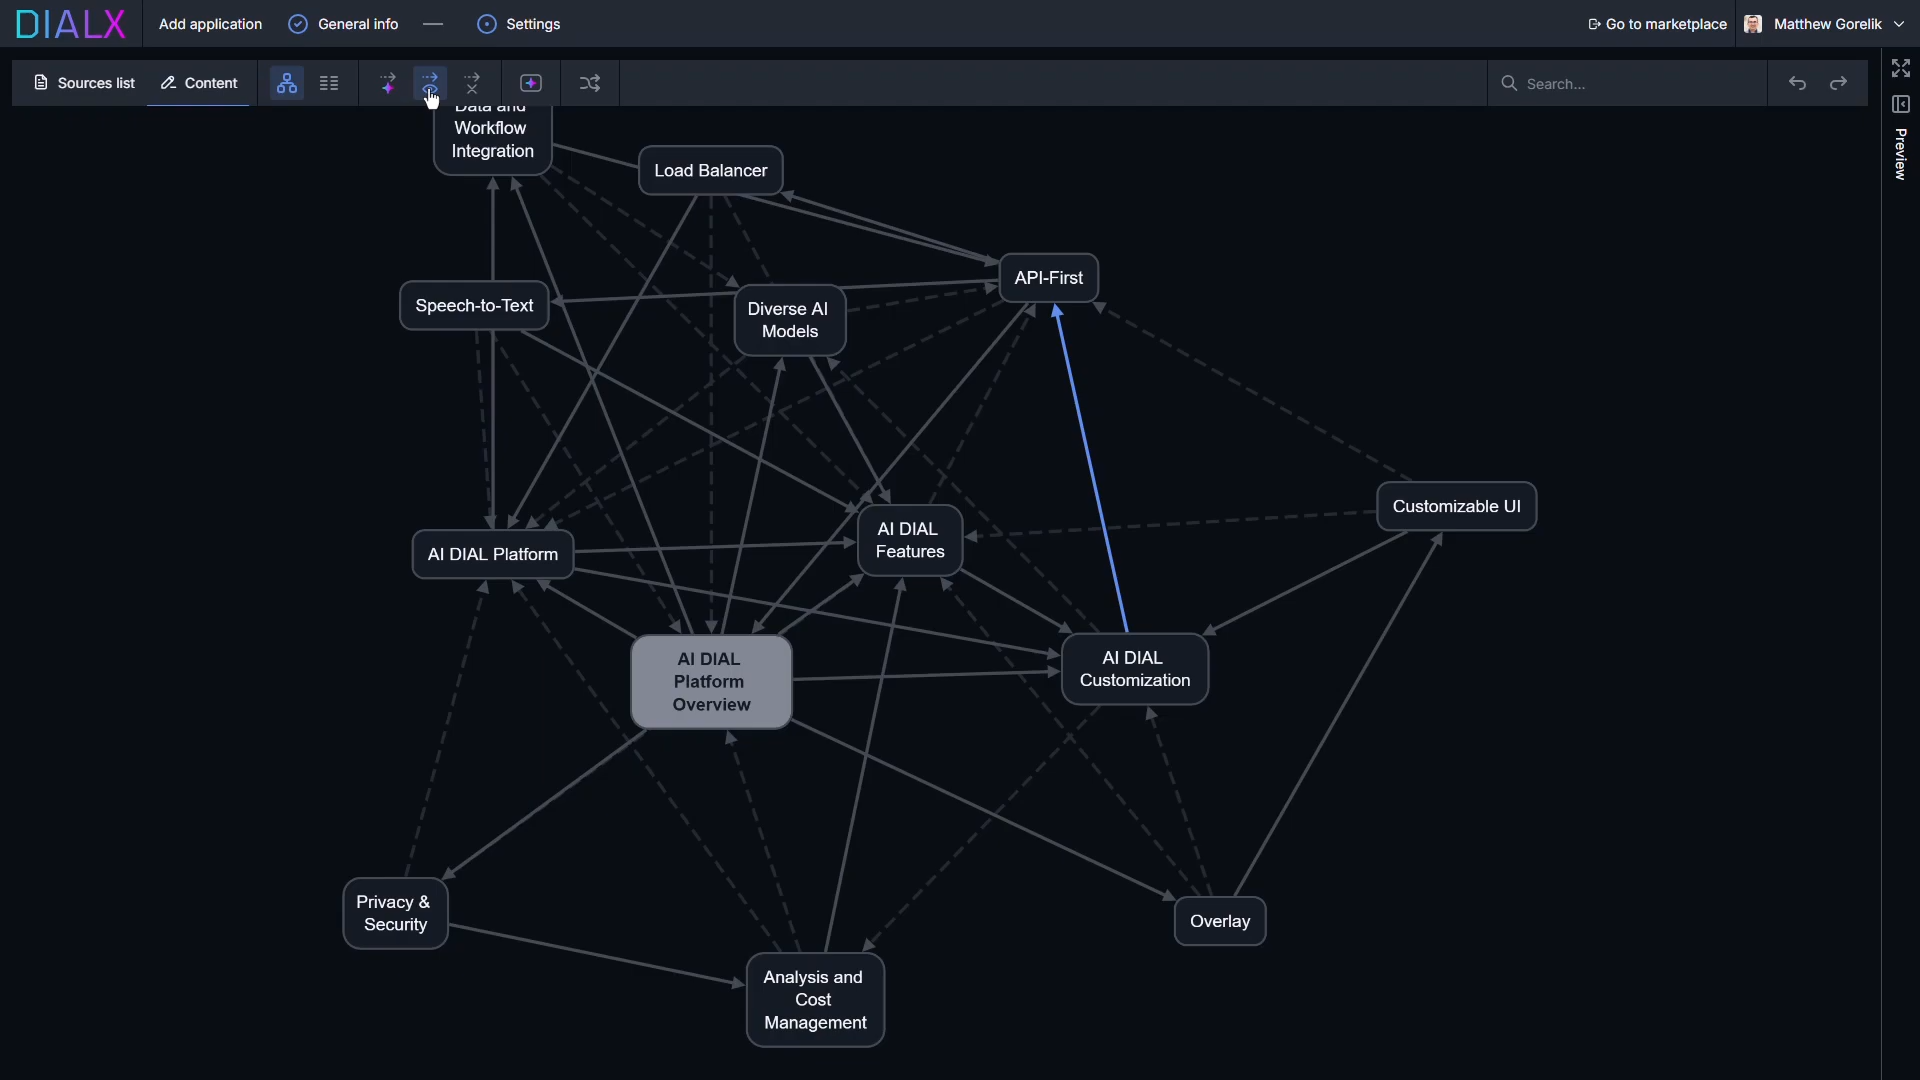 DIALX
Add application
General info
Settings
Go to marketplace
Matthew Gorelik
Sources list
Content
Search...
Preview
Data and
Workflow
Integration
Load Balancer
API-First
Speech-to-Text
Diverse AI
Models
Customizable UI
AI DIAL
Features
AI DIAL Platform
AI DIAL
Platform
Overview
AI DIAL
Customization
Privacy &
Security
Overlay
Analysis and
Cost
Management